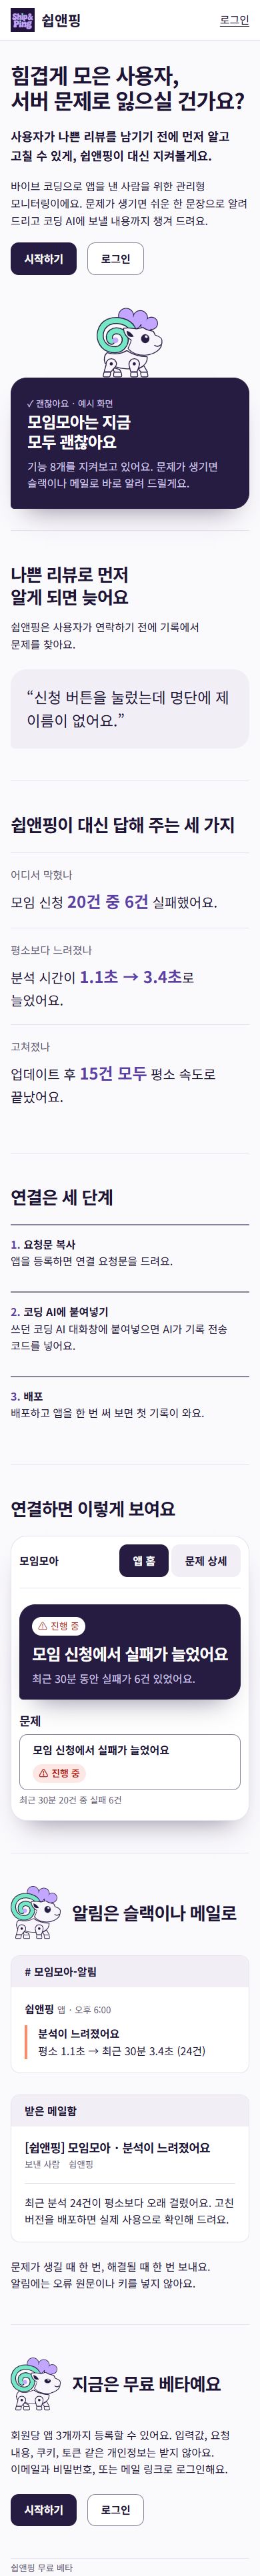 Ship&
Ping
쉽앤핑
로그인
힘겹게 모은 사용자,
서버 문제로 잃으실 건가요?
사용자가 나쁜 리뷰를 남기기 전에 먼저 알고
고칠 수 있게, 쉽앤핑이 대신 지켜볼게요.
바이브 코딩으로 앱을 낸 사람을 위한 관리형
모니터링이에요. 문제가 생기면 쉬운 한 문장으로 알려
드리고 코딩 AI에 보낼 내용까지 챙겨 드려요.
시작하기
로그인
✓ 괜찮아요 · 예시 화면
모임모아는 지금
모두 괜찮아요
기능 8개를 지켜보고 있어요. 문제가 생기면
슬랙이나 메일로 바로 알려 드릴게요.
나쁜 리뷰로 먼저
알게 되면 늦어요
쉽앤핑은 사용자가 연락하기 전에 기록에서
문제를 찾아요.
“신청 버튼을 눌렀는데 명단에 제
이름이 없어요.”
쉽앤핑이 대신 답해 주는 세 가지
어디서 막혔나
모임 신청 20건 중 6건 실패했어요.
평소보다 느려졌나
분석 시간이 1.1초 → 3.4초로
늘었어요.
고쳐졌나
업데이트 후 15건 모두 평소 속도로
끝났어요.
연결은 세 단계
1. 요청문 복사
앱을 등록하면 연결 요청문을 드려요.
2. 코딩 AI에 붙여넣기
쓰던 코딩 AI 대화창에 붙여넣으면 AI가 기록 전송
코드를 넣어요.
3. 배포
배포하고 앱을 한 번 써 보면 첫 기록이 와요.
연결하면 이렇게 보여요
모임모아
앱 홈
문제 상세
⚠ 진행 중
모임 신청에서 실패가 늘었어요
최근 30분 동안 실패가 6건 있었어요.
문제
모임 신청에서 실패가 늘었어요
⚠ 진행 중
최근 30분 20건 중 실패 6건
알림은 슬랙이나 메일로
# 모임모아-알림
쉽앤핑 앱 · 오후 6:00
분석이 느려졌어요
평소 1.1초 → 최근 30분 3.4초 (24건)
받은 메일함
[쉽앤핑] 모임모아 · 분석이 느려졌어요
보낸 사람 쉽앤핑
최근 분석 24건이 평소보다 오래 걸렸어요. 고친
버전을 배포하면 실제 사용으로 확인해 드려요.
문제가 생길 때 한 번, 해결될 때 한 번 보내요.
알림에는 오류 원문이나 키를 넣지 않아요.
지금은 무료 베타예요
회원당 앱 3개까지 등록할 수 있어요. 입력값, 요청
내용, 쿠키, 토큰 같은 개인정보는 받지 않아요.
이메일과 비밀번호, 또는 메일 링크로 로그인해요.
시작하기
로그인
쉽앤핑 무료 베타